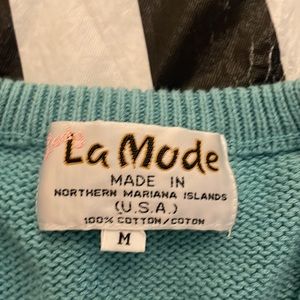 La Mode
MADE IN
NORTHERN MARIANA ISLANDS
(U.S.A.)
100% COTTON/COTON
M